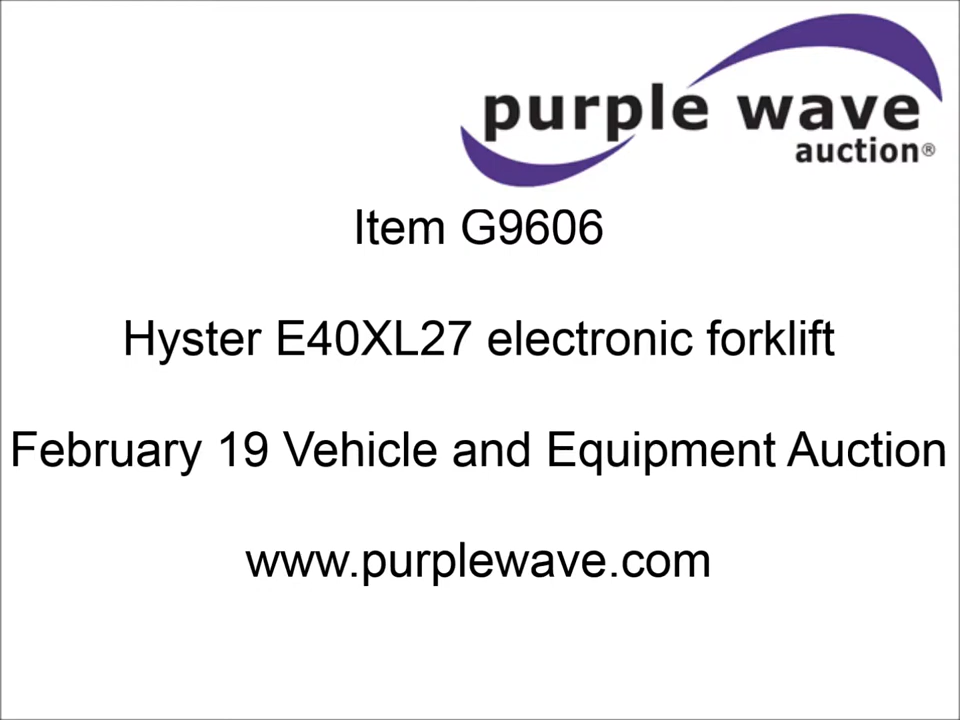 purple wave
auction®
Item G9606
Hyster E40XL27 electronic forklift
February 19 Vehicle and Equipment Auction
www.purplewave.com